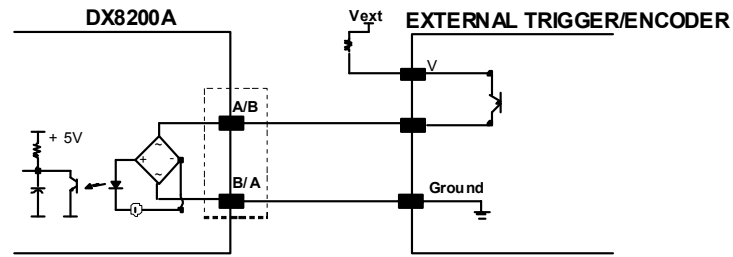 DX8200A
Vext
EXTERNAL TRIGGER/ENCODER
V
A/B
+ 5V
+ -
~
~
B/A
Ground